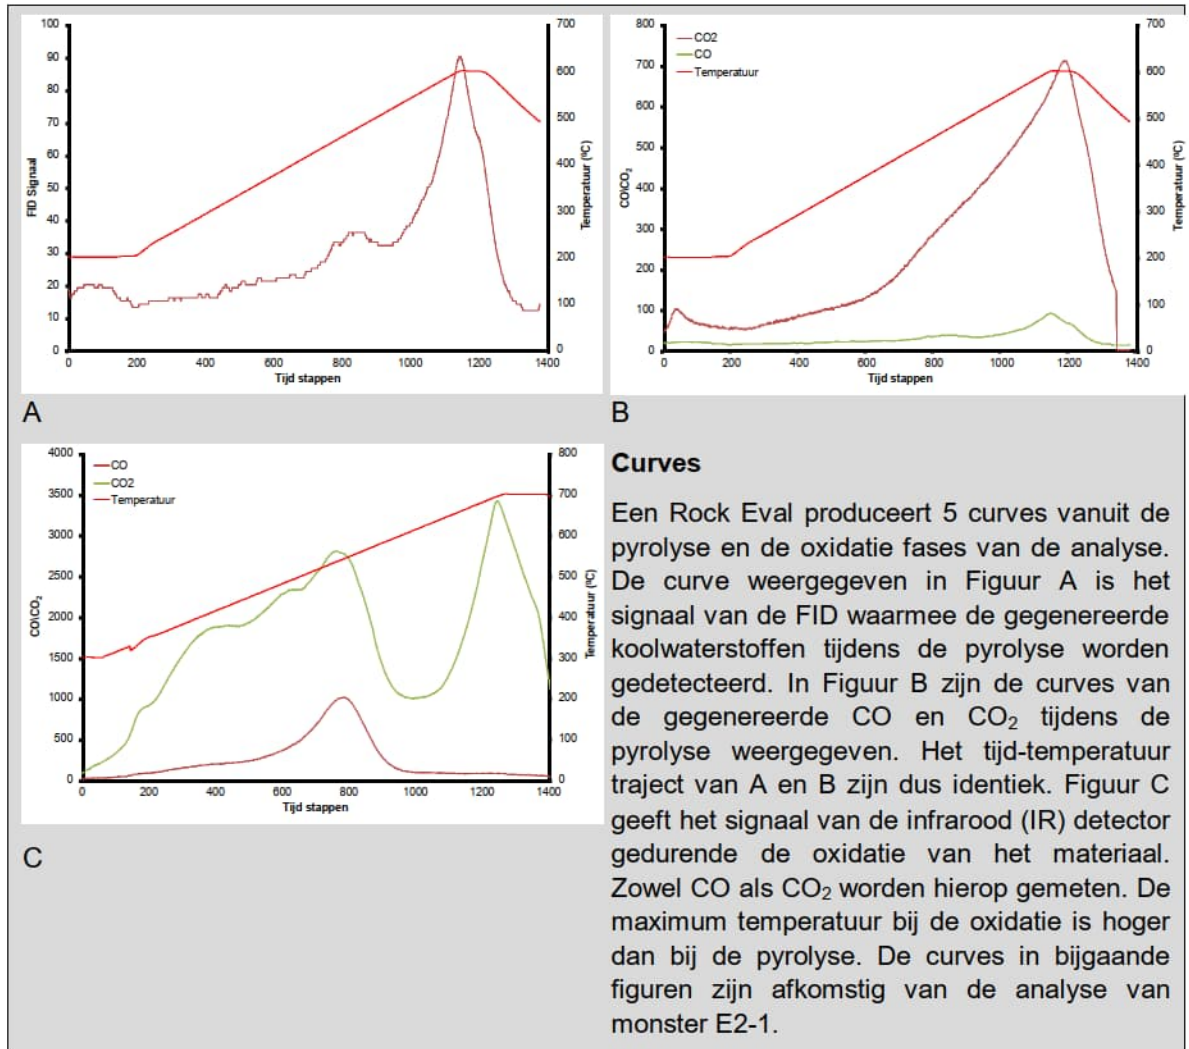 100
90
80
70
60
50
40
30
20
10
0
FID Signaal
700
600
500
400
300
200
100
0
Temperatuur (ºC)
0 200 400 600 800 1000 1200 1400
Tijd stappen
A
800
700
600
500
400
300
200
100
0
CO\CO₂
CO2
CO
Temperatuur
700
600
500
400
300
200
100
0
Temperatuur (ºC)
0 200 400 600 800 1000 1200 1400
Tijd stappen
B
4000
3500
3000
2500
2000
1500
1000
500
0
CO\CO₂
CO
CO2
Temperatuur
800
700
600
500
400
300
200
100
0
Temperatuur (ºC)
0 200 400 600 800 1000 1200 1400
Tijd stappen
C
Curves
Een Rock Eval produceert 5 curves vanuit de
pyrolyse en de oxidatie fases van de analyse.
De curve weergegeven in Figuur A is het
signaal van de FID waarmee de gegenereerde
koolwaterstoffen tijdens de pyrolyse worden
gedetecteerd. In Figuur B zijn de curves van
de gegenereerde CO en CO₂ tijdens de
pyrolyse weergegeven. Het tijd-temperatuur
traject van A en B zijn dus identiek. Figuur C
geeft het signaal van de infrarood (IR) detector
gedurende de oxidatie van het materiaal.
Zowel CO als CO₂ worden hierop gemeten. De
maximum temperatuur bij de oxidatie is hoger
dan bij de pyrolyse. De curves in bijgaande
figuren zijn afkomstig van de analyse van
monster E2-1.